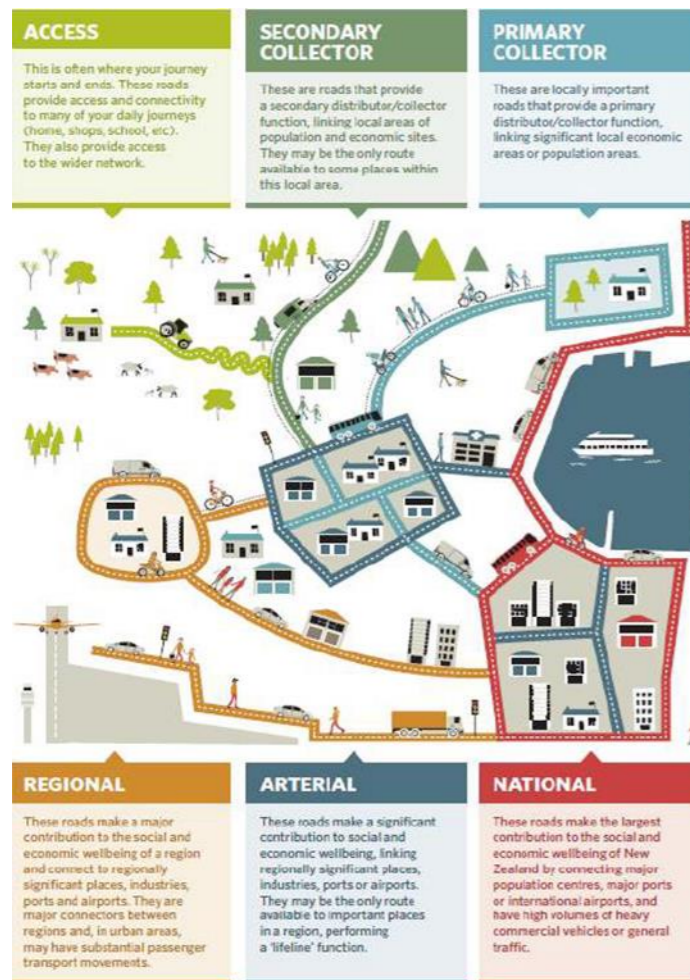 ACCESS
This is often where your journey
starts and ends. These roads
provide access and connectivity
to many of your daily journeys
(home, shops, school, etc).
They also provide access
to the wider network.
SECONDARY
COLLECTOR
These are roads that provide
a secondary distributor/collector
function, linking local areas of
population and economic sites.
They may be the only route
available to some places within
this local area.
PRIMARY
COLLECTOR
These are locally important
roads that provide a primary
distributor/collector function,
linking significant local economic
areas or population areas.
REGIONAL
These roads make a major
contribution to the social and
economic wellbeing of a region
and connect to regionally
significant places, industries,
ports and airports. They are
major connectors between
regions and, in urban areas,
may have substantial passenger
transport movements.
ARTERIAL
These roads make a significant
contribution to social and
economic wellbeing, linking
regionally significant places,
industries, ports or airports.
They may be the only route
available to important places
in a region, performing
a 'lifeline' function.
NATIONAL
These roads make the largest
contribution to the social and
economic wellbeing of New
Zealand by connecting major
population centres, major ports
or international airports, and
have high volumes of heavy
commercial vehicles or general
traffic.